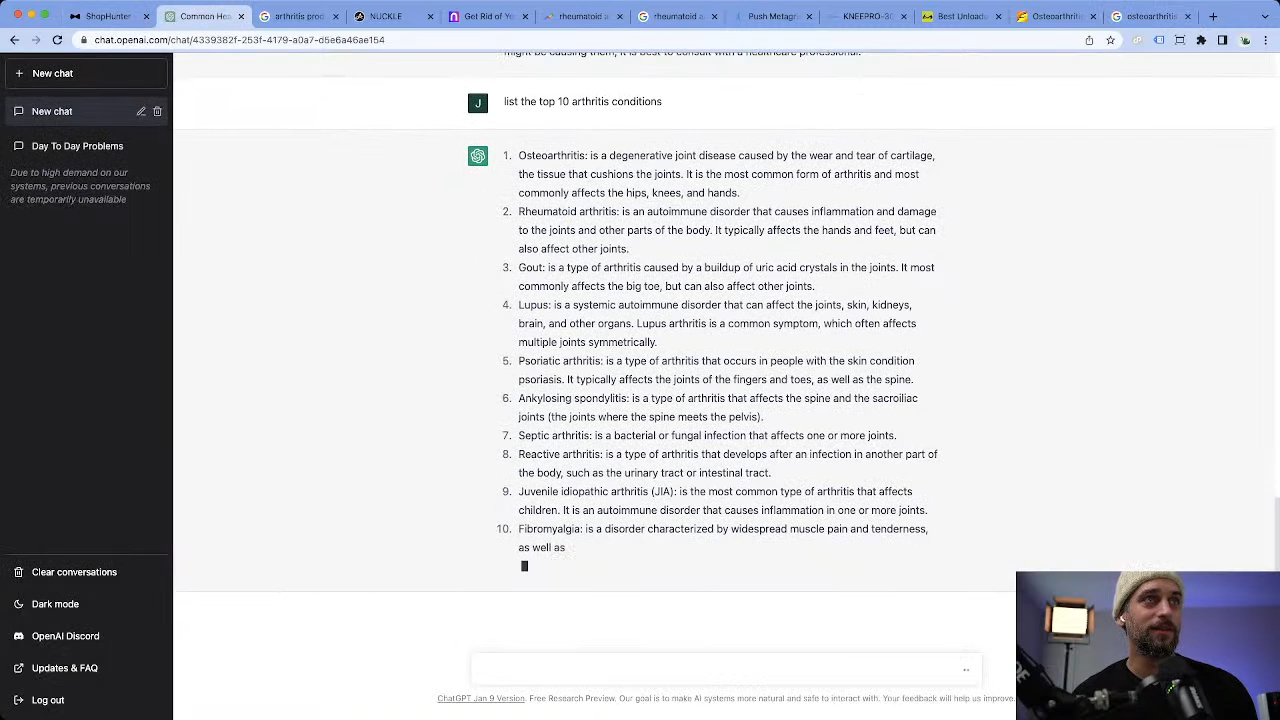 ShopHunter
Common Hea
arthritis prod
NUCKLE
Get Rid of Yo
rheumatoid a
rheumatoid a
Push Metagri
KNEEPRO-3
Best Unloade
Osteoarthritis
osteoarthritis
chat.openai.com/chat/4339382f-253f-4179-a0a7-d5e6a46ae154
New chat
New chat
Day To Day Problems
Due to high demand on our
systems, previous conversations
are temporarily unavailable
might be causing them, it is best to consult with a healthcare professional.
J
list the top 10 arthritis conditions
1. Osteoarthritis: is a degenerative joint disease caused by the wear and tear of cartilage,
the tissue that cushions the joints. It is the most common form of arthritis and most
commonly affects the hips, knees, and hands.
2. Rheumatoid arthritis: is an autoimmune disorder that causes inflammation and damage
to the joints and other parts of the body. It typically affects the hands and feet, but can
also affect other joints.
3. Gout: is a type of arthritis caused by a buildup of uric acid crystals in the joints. It most
commonly affects the big toe, but can also affect other joints.
4. Lupus: is a systemic autoimmune disorder that can affect the joints, skin, kidneys,
brain, and other organs. Lupus arthritis is a common symptom, which often affects
multiple joints symmetrically.
5. Psoriatic arthritis: is a type of arthritis that occurs in people with the skin condition
psoriasis. It typically affects the joints of the fingers and toes, as well as the spine.
6. Ankylosing spondylitis: is a type of arthritis that affects the spine and the sacroiliac
joints (the joints where the spine meets the pelvis).
7. Septic arthritis: is a bacterial or fungal infection that affects one or more joints.
8. Reactive arthritis: is a type of arthritis that develops after an infection in another part of
the body, such as the urinary tract or intestinal tract.
9. Juvenile idiopathic arthritis (JIA): is the most common type of arthritis that affects
children. It is an autoimmune disorder that causes inflammation in one or more joints.
10. Fibromyalgia: is a disorder characterized by widespread muscle pain and tenderness,
as well as
Clear conversations
Dark mode
OpenAI Discord
Updates & FAQ
Log out
ChatGPT Jan 9 Version. Free Research Preview. Our goal is to make AI systems more natural and safe to interact with. Your feedback will help us improve.